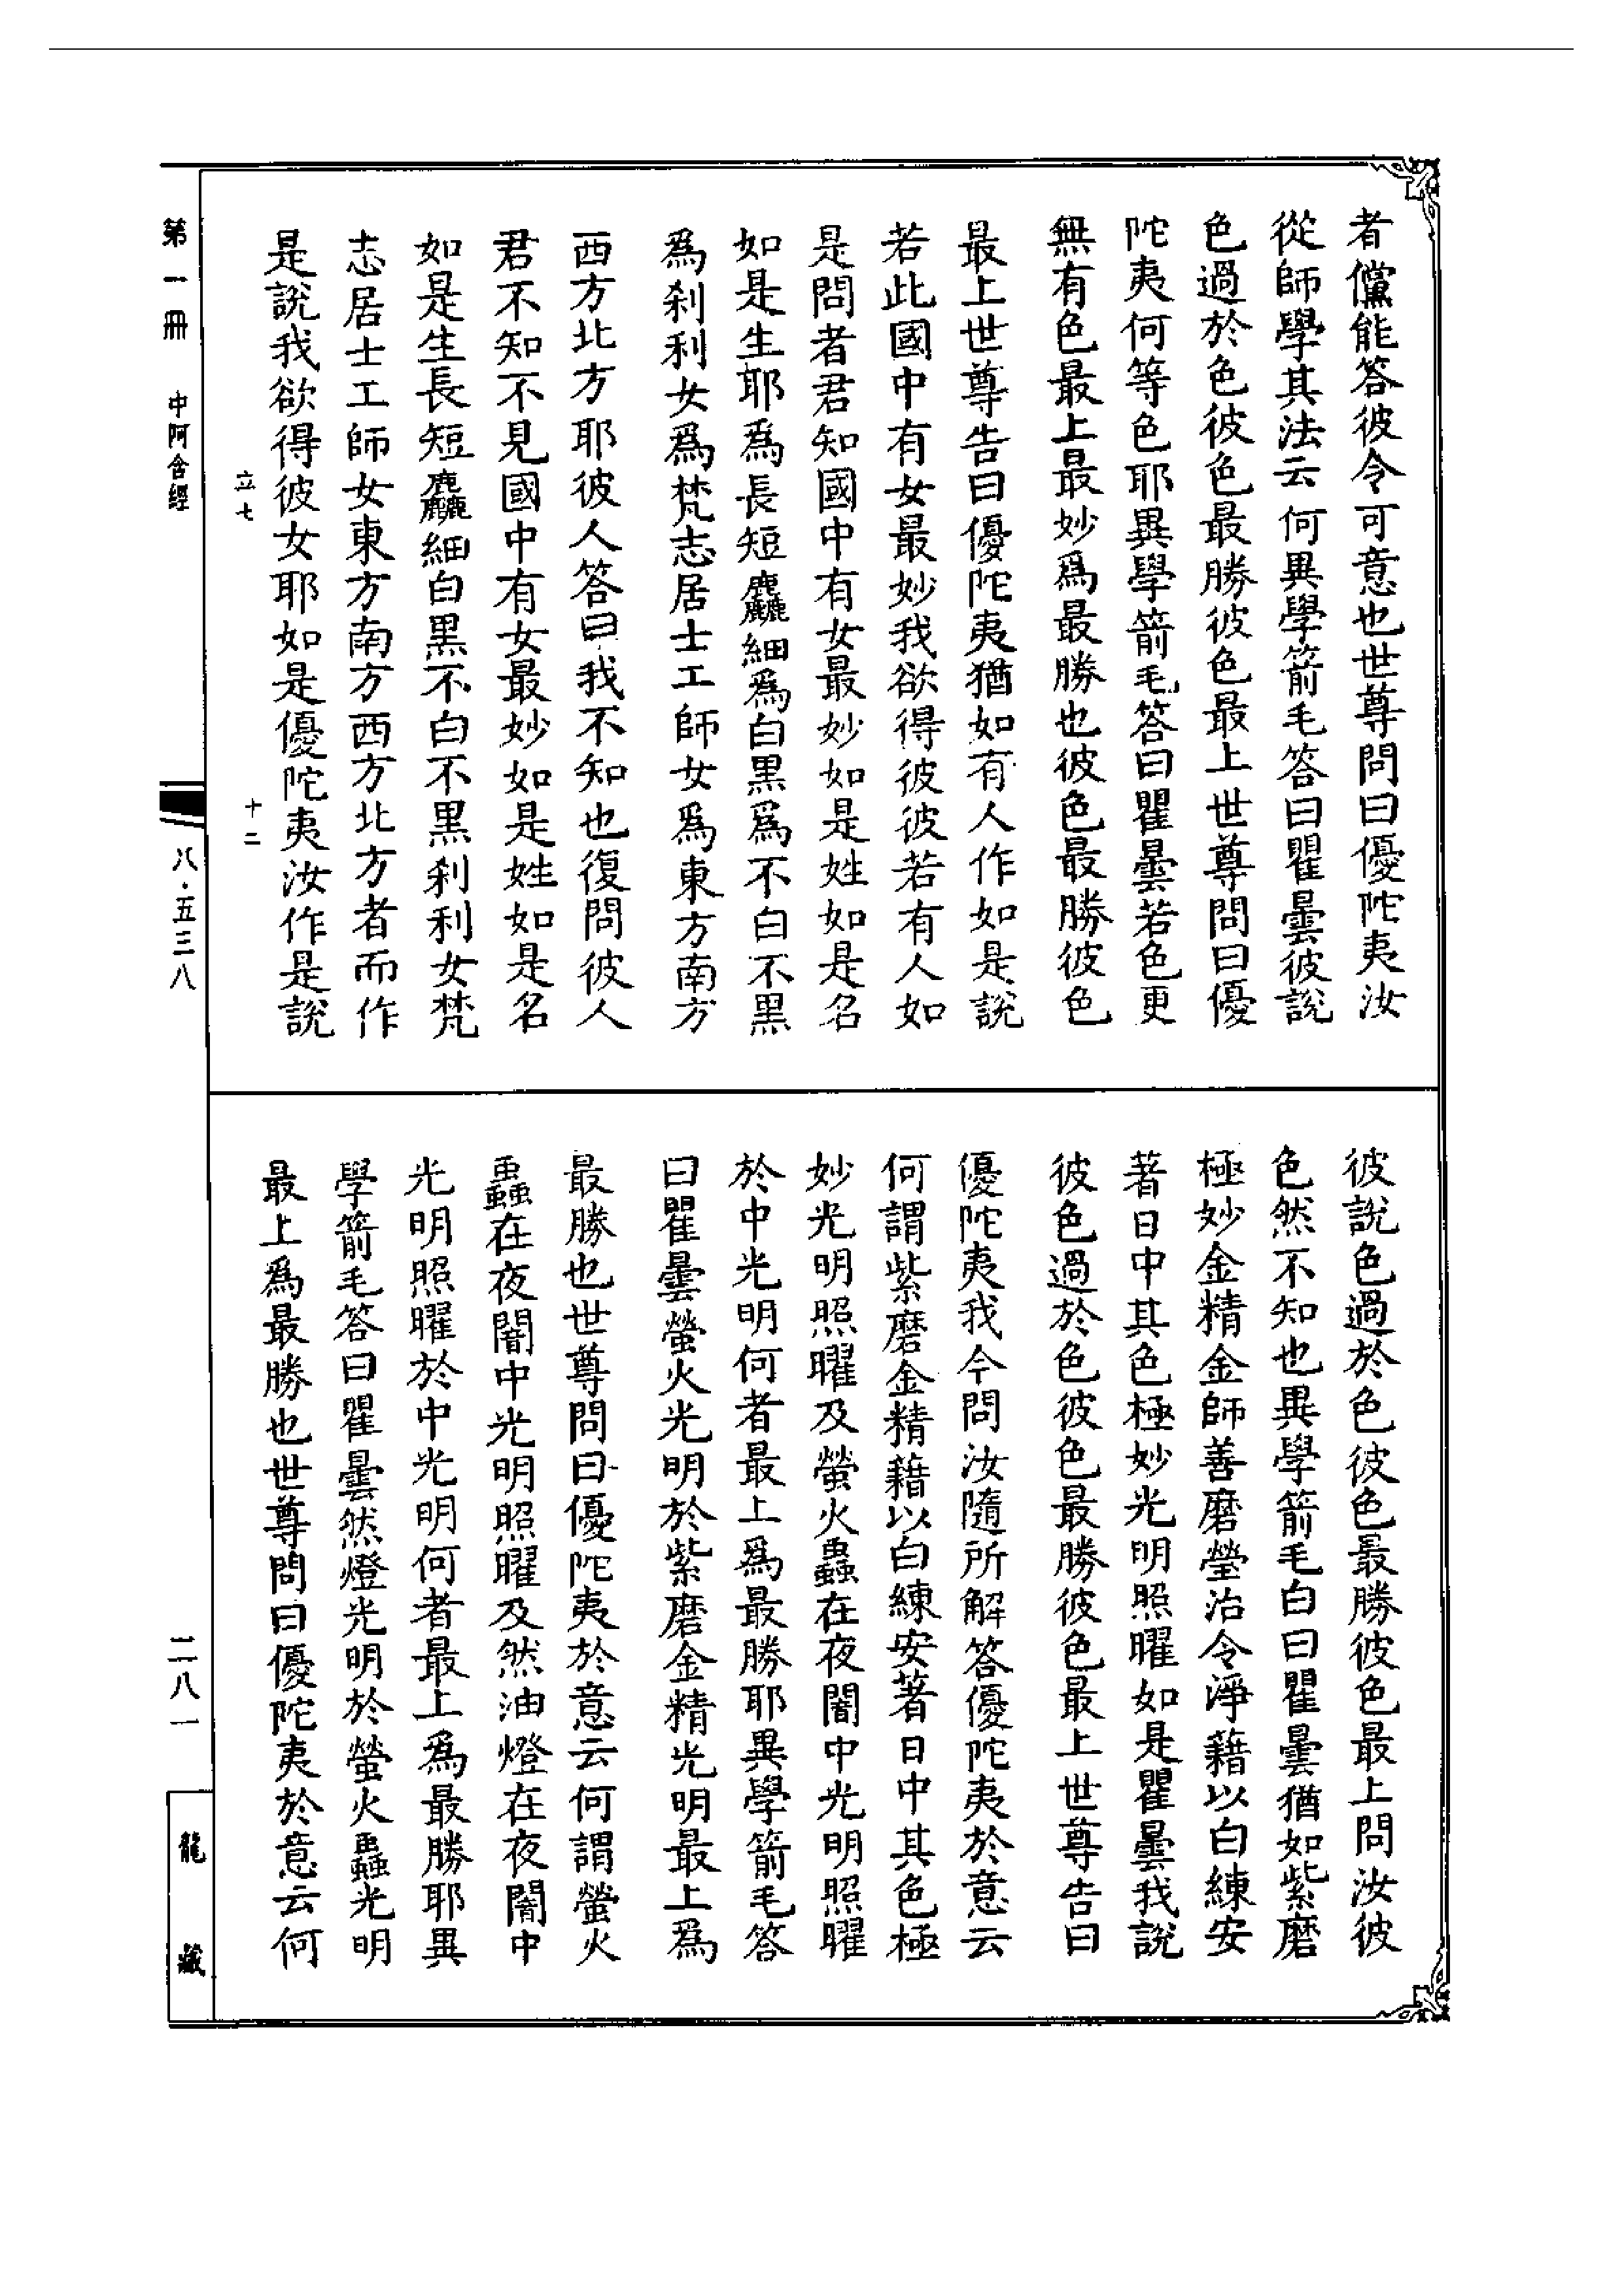 者儻能答彼令可意也世尊問曰優陀夷汝
從師學其法云何異學箭毛答曰瞿曇彼說
色過於色彼色最勝彼色最上世尊問曰優
陀夷何等色耶異學箭毛答曰瞿曇若色更
無有色最上最妙爲最勝也彼色最勝彼色
最上世尊告曰優陀夷猶如有人作如是說
若此國中有女最妙我欲得彼彼若有人如
是問者君知國中有女最妙如是姓如是名
如是生耶爲長短麤細爲白黑爲不白不黑
爲刹利女爲梵志居士工師女爲東方南方
西方北方耶彼人答曰我不知也復問彼人
君不知不見國中有女最妙如是姓如是名
如是生長短麤細白黑不白不黑刹利女梵
志居士工師女東方南方西方北方者而作
是說我欲得彼女耶如是優陀夷汝作是說
立七
十二
彼說色過於色彼色最勝彼色最上問汝彼
色然不知也異學箭毛白曰瞿曇猶如紫磨
極妙金精金師善磨瑩治令淨藉以白練安
著日中其色極妙光明照曜如是瞿曇我說
彼色過於色彼色最勝彼色最上世尊告曰
優陀夷我今問汝隨所解答優陀夷於意云
何謂紫磨金精藉以白練安著日中其色極
妙光明照曜及螢火蟲在夜闇中光明照曜
於中光明何者最上爲最勝耶異學箭毛答
曰瞿曇螢火光明於紫磨金精光明最上爲
最勝也世尊問曰優陀夷於意云何謂螢火
蟲在夜闇中光明照曜及然油燈在夜闇中
光明照曜於中光明何者最上爲最勝耶異
學箭毛答曰瞿曇然燈光明於螢火蟲光明
最上爲最勝也世尊問曰優陀夷於意云何
第一冊 中阿含經
八·五三八
二八一
龍藏